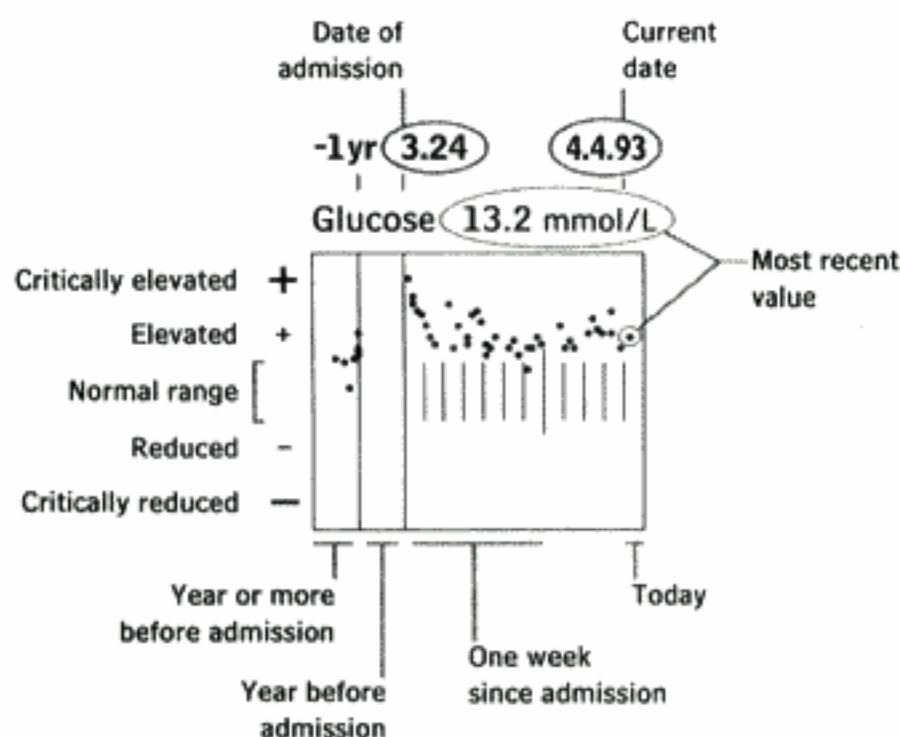 Date of
admission
Current
date
-1yr 3.24 4.4.93
Glucose 13.2 mmol/L
Most recent
value
Critically elevated +
Elevated +
Normal range
Reduced -
Critically reduced —
Year or more
before admission
Year before
admission
One week
since admission
Today